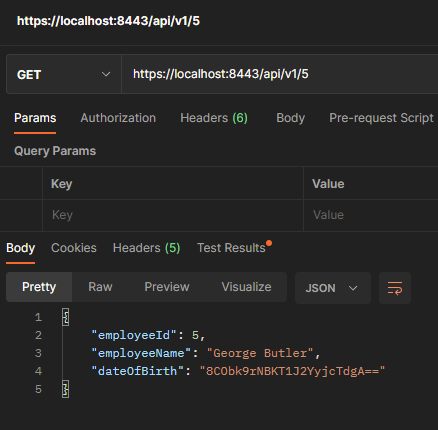 https://localhost:8443/api/v1/5
GET https://localhost:8443/api/v1/5
Params Authorization Headers (6) Body Pre-request Script
Query Params
Key Value
Key Value
Body Cookies Headers (5) Test Results
Pretty Raw Preview Visualize JSON
1 {
2 "employeeId": 5,
3 "employeeName": "George Butler",
4 "dateOfBirth": "8CObk9rNBKT1J2YyjcTdgA=="
5 }